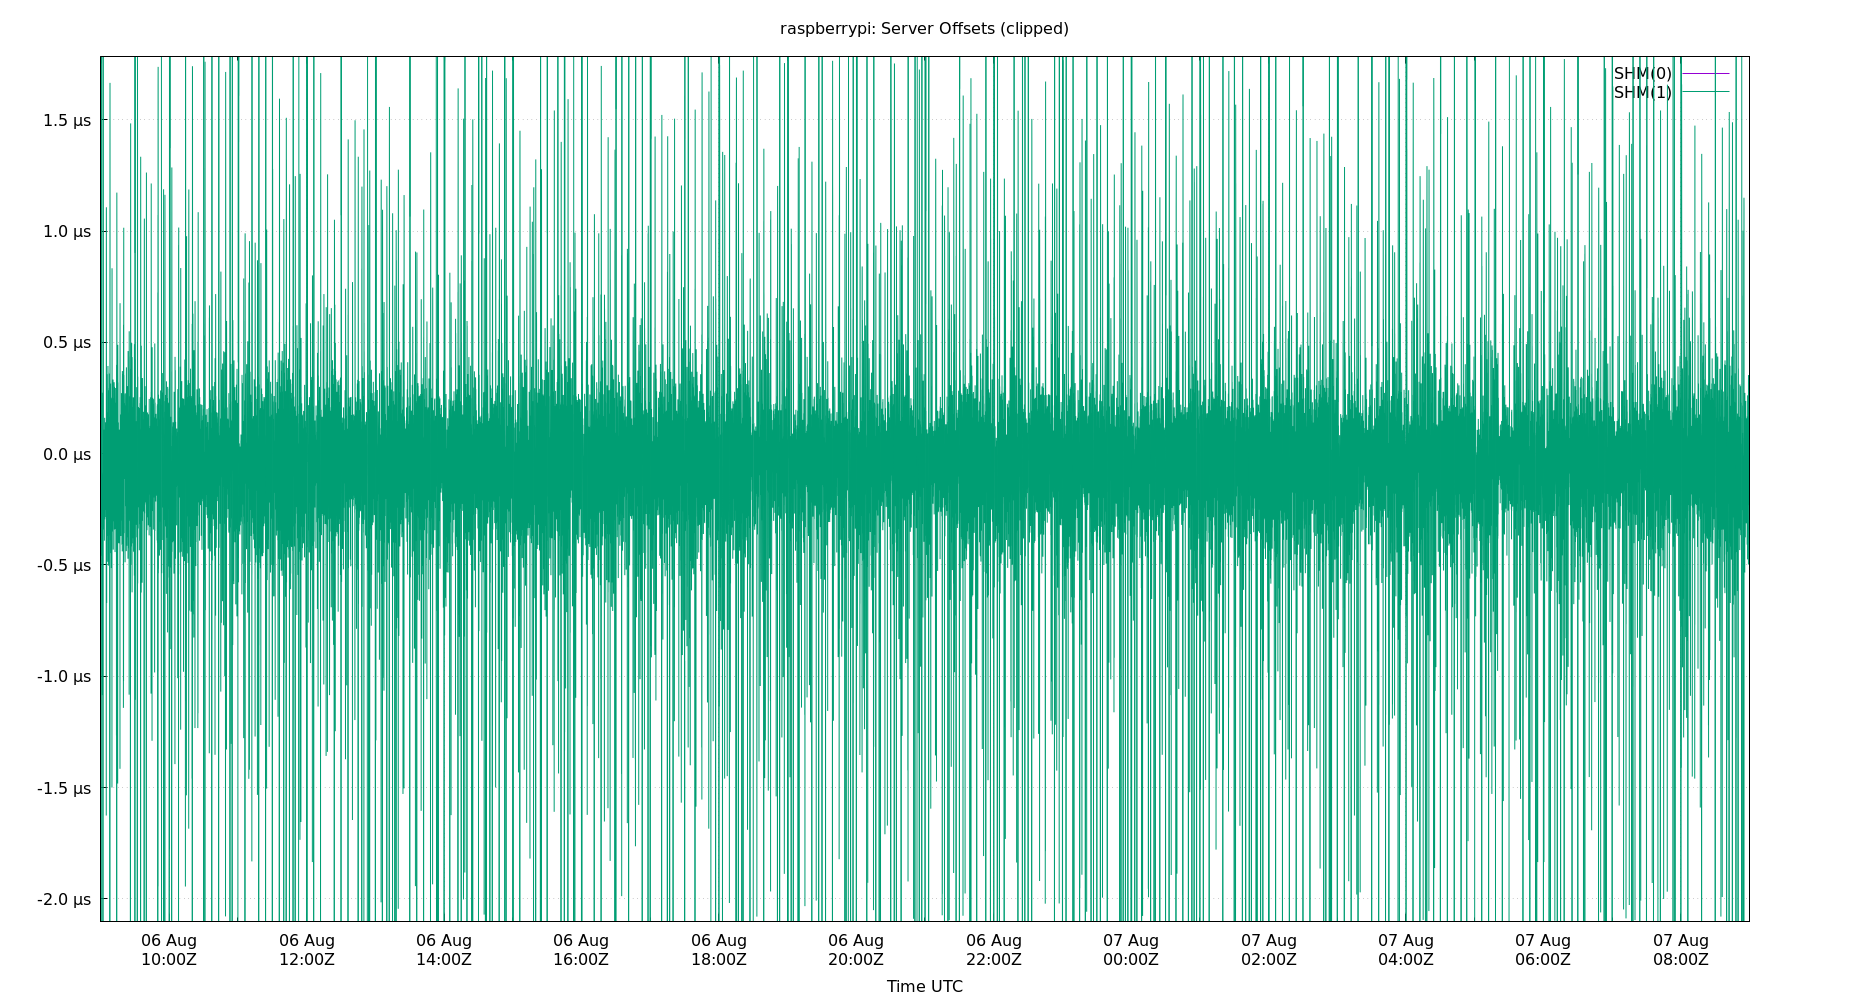 raspberrypi: Server Offsets (clipped)
SHM(0)
SHM(1)
1.5 µs
1.0 µs
0.5 µs
0.0 µs
-0.5 µs
-1.0 µs
-1.5 µs
-2.0 µs
06 Aug 06 Aug 06 Aug 06 Aug 06 Aug 06 Aug 06 Aug 07 Aug 07 Aug 07 Aug 07 Aug 07 Aug
10:00Z 12:00Z 14:00Z 16:00Z 18:00Z 20:00Z 22:00Z 00:00Z 02:00Z 04:00Z 06:00Z 08:00Z
Time UTC